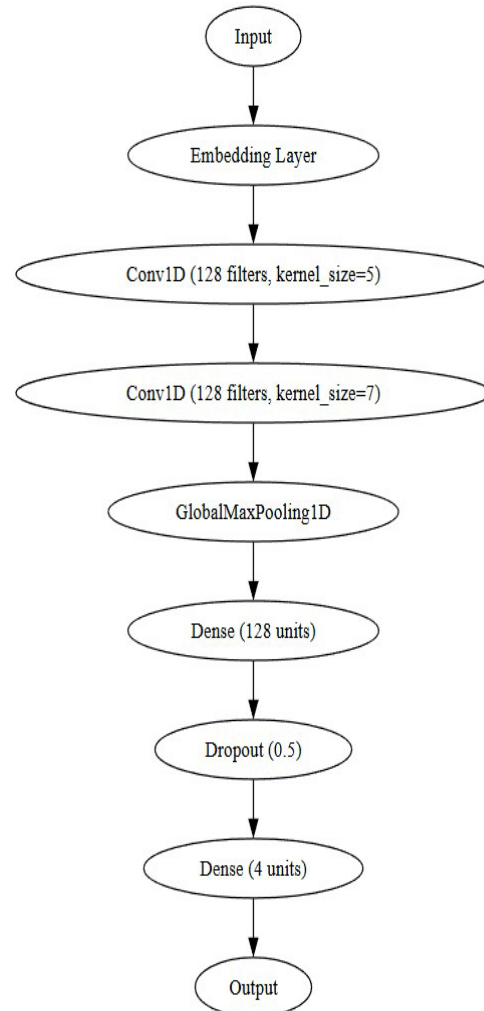 Input
Embedding Layer
Conv1D (128 filters, kernel_size=5)
Conv1D (128 filters, kernel_size=7)
GlobalMaxPooling1D
Dense (128 units)
Dropout (0.5)
Dense (4 units)
Output